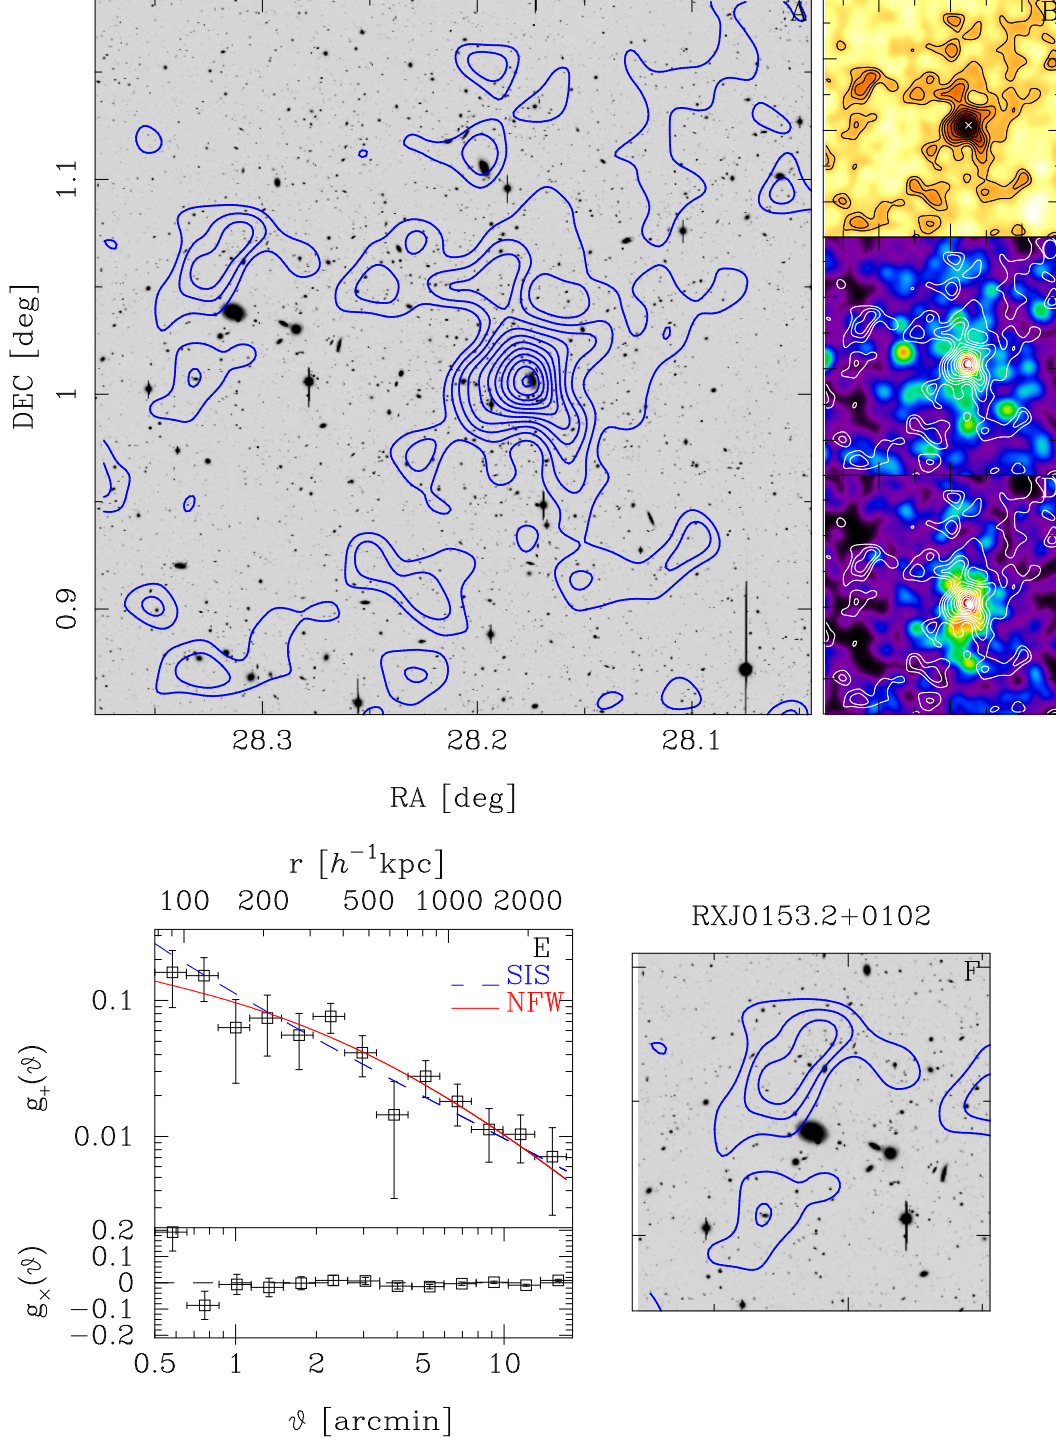 A
B
C
D
1.1
1
0.9
DEC [deg]
28.3
28.2
28.1
RA [deg]
r [h⁻¹kpc]
100 200 500 1000 2000
E
SIS
NFW
0.1
0.01
g₊(ϑ)
0.2
0.1
0
−0.1
−0.2
g×(ϑ)
0.5 1 2 5 10
ϑ [arcmin]
RXJ0153.2+0102
F